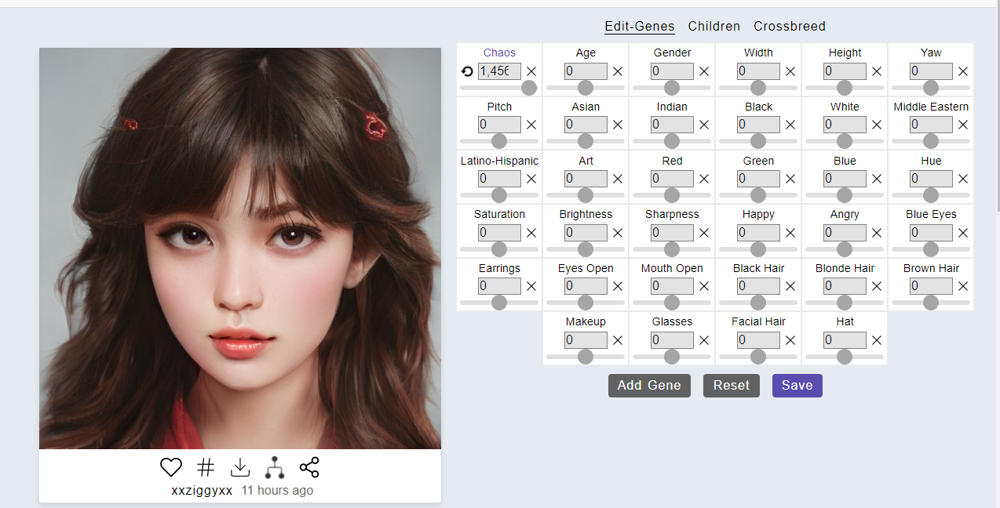 Edit-Genes Children Crossbreed
Chaos Age Gender Width Height Yaw
1,456 0 0 0 0 0
Pitch Asian Indian Black White Middle Eastern
0 0 0 0 0 0
Latino-Hispanic Art Red Green Blue Hue
0 0 0 0 0 0
Saturation Brightness Sharpness Happy Angry Blue Eyes
0 0 0 0 0 0
Earrings Eyes Open Mouth Open Black Hair Blonde Hair Brown Hair
0 0 0 0 0 0
Makeup Glasses Facial Hair Hat
0 0 0 0
Add Gene Reset Save
xxziggyxx 11 hours ago